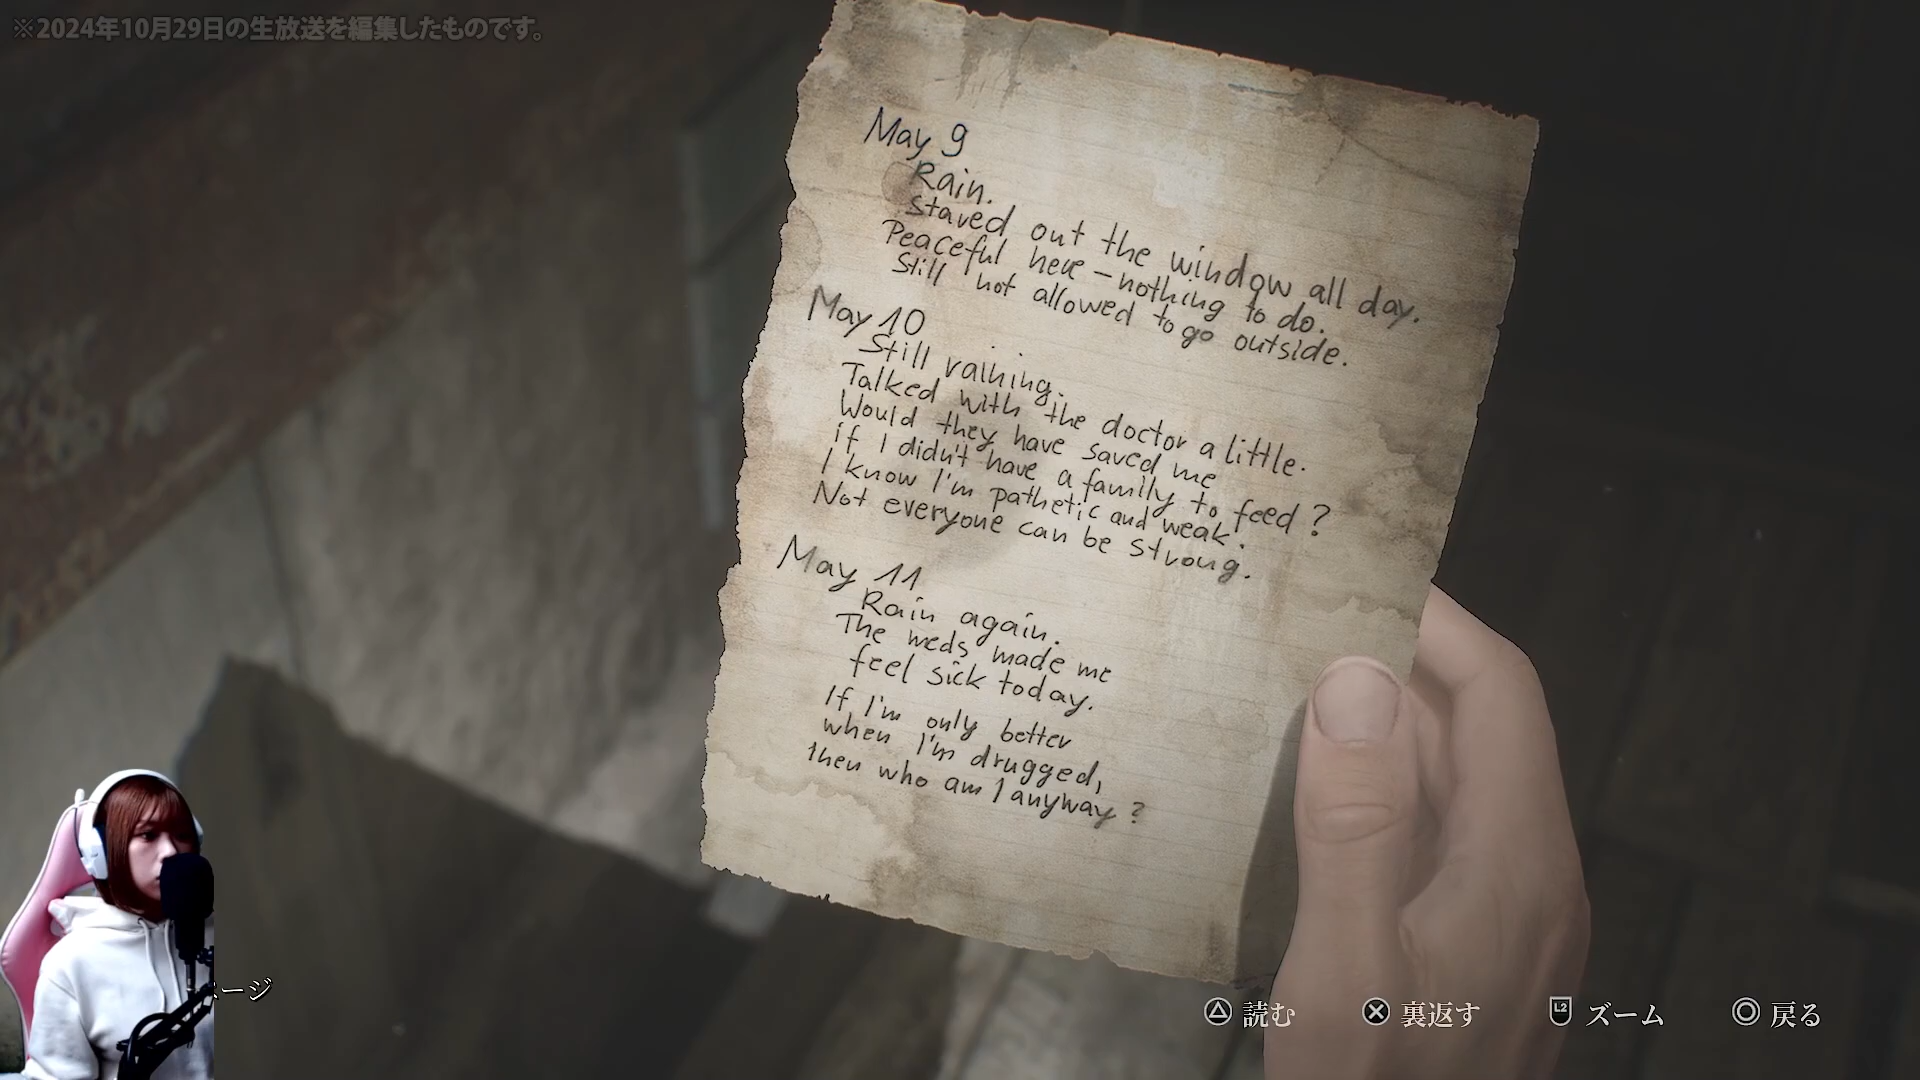 ※2024年10月29日の生放送を編集したものです。
May 9
Rain.
Stared out the window all day.
Peaceful here – nothing to do.
Still not allowed to go outside.
May 10
Still raining.
Talked with the doctor a little.
Would they have saved me
if I didn't have a family to feed?
I know I'm pathetic and weak.
Not everyone can be strong.
May 11
Rain again.
The meds made me
feel sick today.
If I'm only better
when I'm drugged,
then who am I anyway?
ージ
読む
裏返す
L2
ズーム
戻る